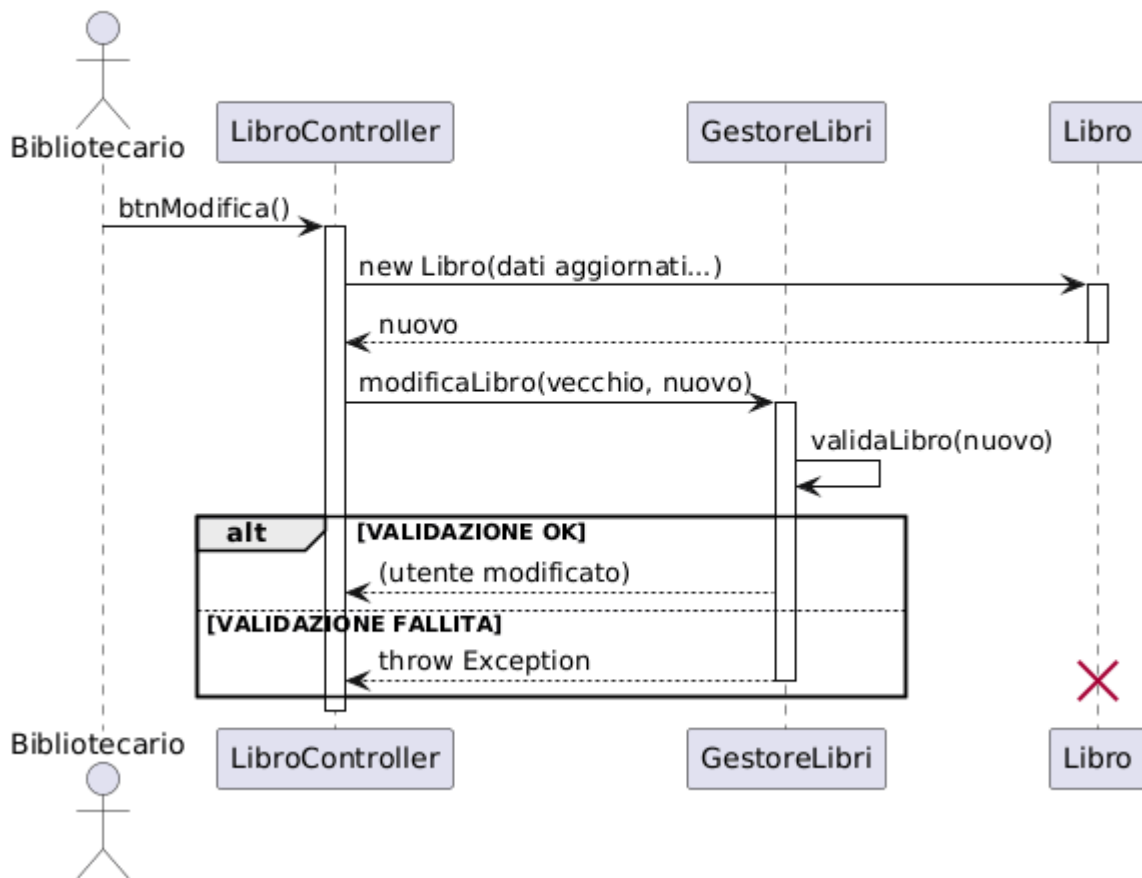 Bibliotecario
LibroController
GestoreLibri
Libro
btnModifica()
new Libro(dati aggiornati...)
nuovo
modificaLibro(vecchio, nuovo)
validaLibro(nuovo)
alt
[VALIDAZIONE OK]
(utente modificato)
[VALIDAZIONE FALLITA]
throw Exception
Bibliotecario
LibroController
GestoreLibri
Libro